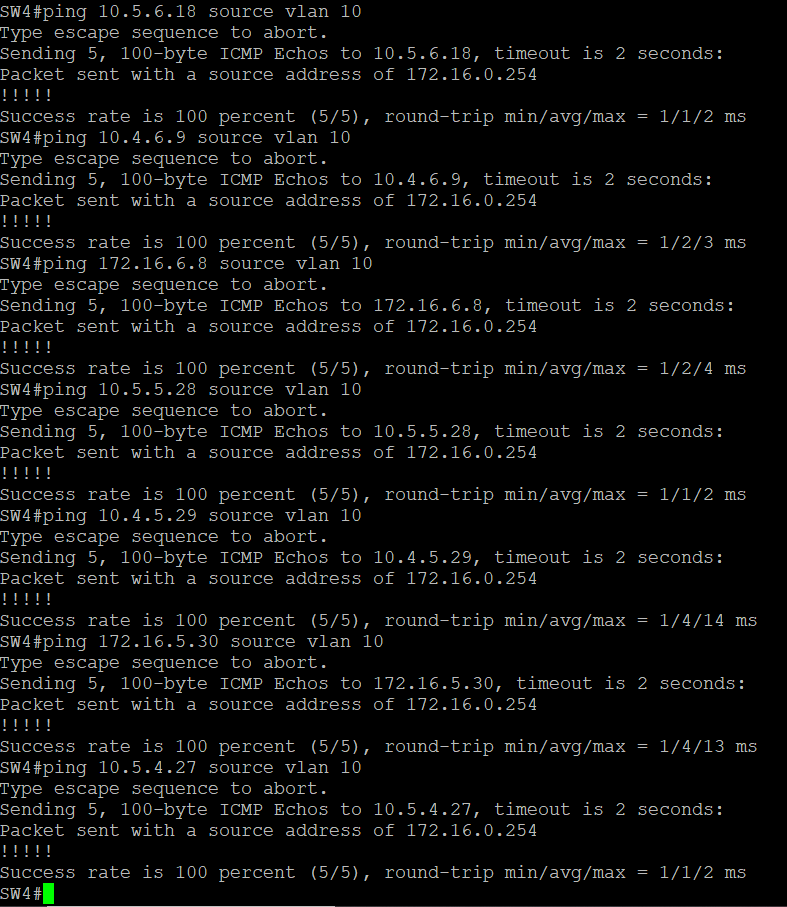 SW4#ping 10.5.6.18 source vlan 10
Type escape sequence to abort.
Sending 5, 100-byte ICMP Echos to 10.5.6.18, timeout is 2 seconds:
Packet sent with a source address of 172.16.0.254
!!!!!
Success rate is 100 percent (5/5), round-trip min/avg/max = 1/1/2 ms
SW4#ping 10.4.6.9 source vlan 10
Type escape sequence to abort.
Sending 5, 100-byte ICMP Echos to 10.4.6.9, timeout is 2 seconds:
Packet sent with a source address of 172.16.0.254
!!!!!
Success rate is 100 percent (5/5), round-trip min/avg/max = 1/2/3 ms
SW4#ping 172.16.6.8 source vlan 10
Type escape sequence to abort.
Sending 5, 100-byte ICMP Echos to 172.16.6.8, timeout is 2 seconds:
Packet sent with a source address of 172.16.0.254
!!!!!
Success rate is 100 percent (5/5), round-trip min/avg/max = 1/2/4 ms
SW4#ping 10.5.5.28 source vlan 10
Type escape sequence to abort.
Sending 5, 100-byte ICMP Echos to 10.5.5.28, timeout is 2 seconds:
Packet sent with a source address of 172.16.0.254
!!!!!
Success rate is 100 percent (5/5), round-trip min/avg/max = 1/1/2 ms
SW4#ping 10.4.5.29 source vlan 10
Type escape sequence to abort.
Sending 5, 100-byte ICMP Echos to 10.4.5.29, timeout is 2 seconds:
Packet sent with a source address of 172.16.0.254
!!!!!
Success rate is 100 percent (5/5), round-trip min/avg/max = 1/4/14 ms
SW4#ping 172.16.5.30 source vlan 10
Type escape sequence to abort.
Sending 5, 100-byte ICMP Echos to 172.16.5.30, timeout is 2 seconds:
Packet sent with a source address of 172.16.0.254
!!!!!
Success rate is 100 percent (5/5), round-trip min/avg/max = 1/4/13 ms
SW4#ping 10.5.4.27 source vlan 10
Type escape sequence to abort.
Sending 5, 100-byte ICMP Echos to 10.5.4.27, timeout is 2 seconds:
Packet sent with a source address of 172.16.0.254
!!!!!
Success rate is 100 percent (5/5), round-trip min/avg/max = 1/1/2 ms
SW4#